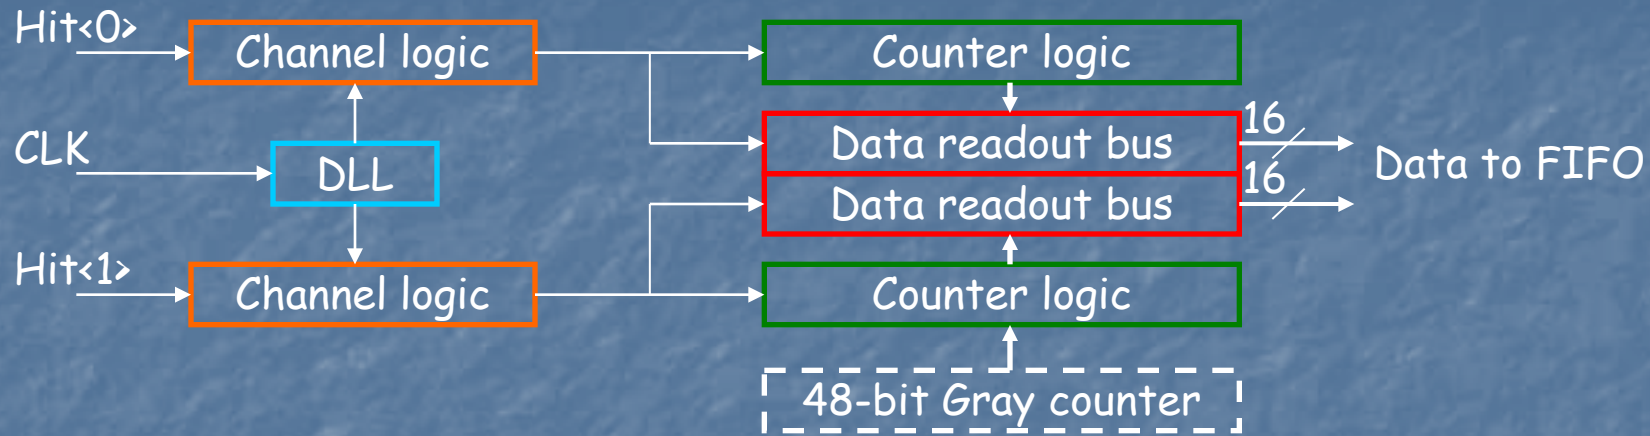 Hit<0>
Channel logic
Counter logic
CLK
DLL
Data readout bus
16
Data to FIFO
Data readout bus
16
Hit<1>
Channel logic
Counter logic
48-bit Gray counter